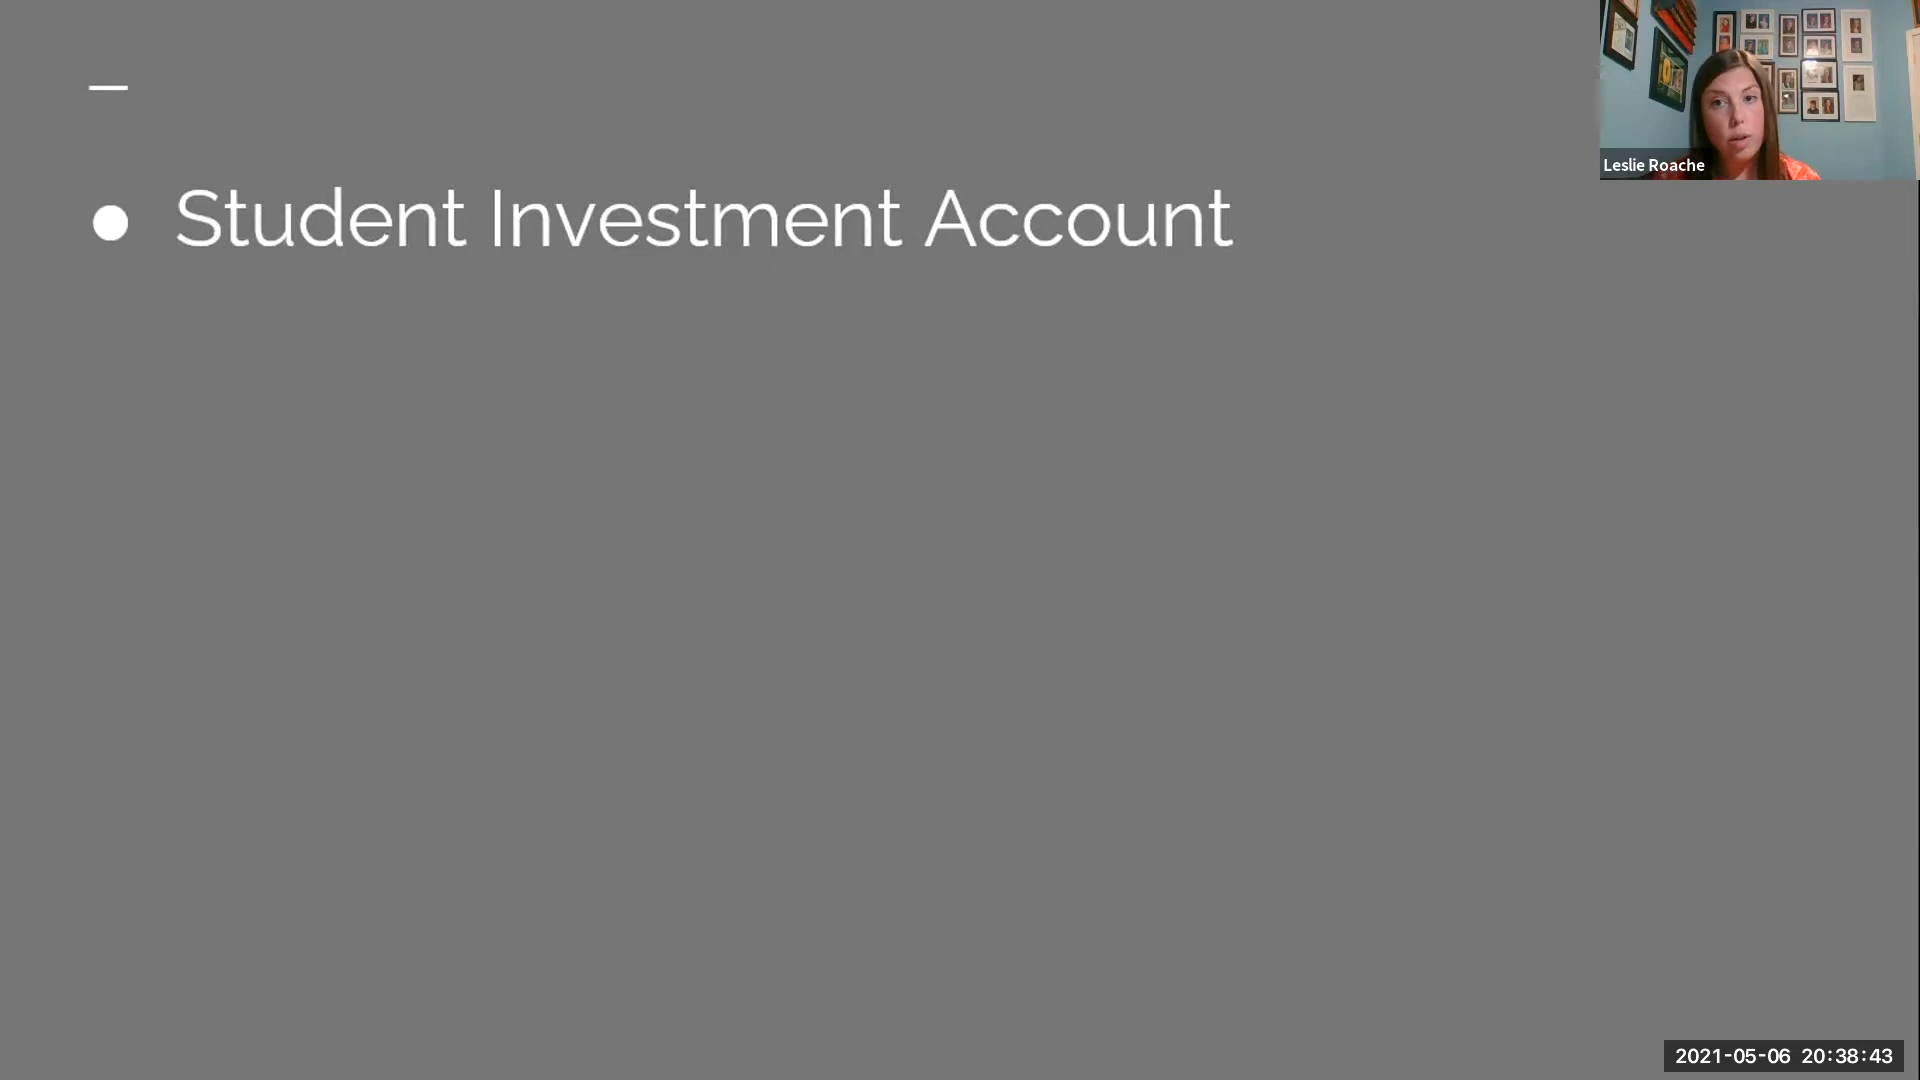 Leslie Roache
● Student Investment Account
2021-05-06 20:38:43